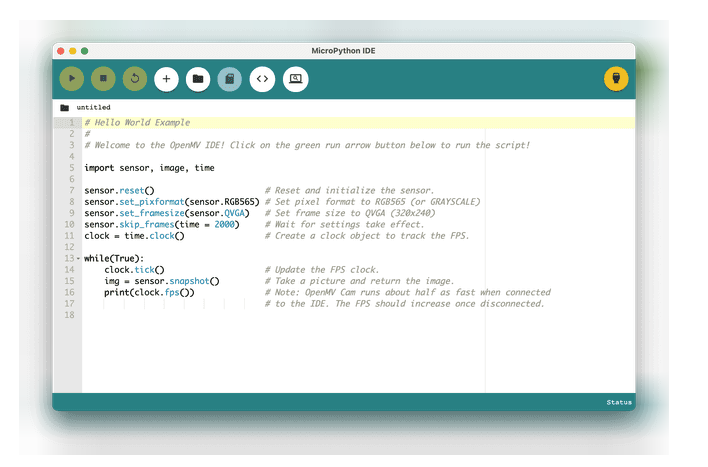 MicroPython IDE
untitled
1 # Hello World Example
2 #
3 # Welcome to the OpenMV IDE! Click on the green run arrow button below to run the script!
4
5 import sensor, image, time
6
7 sensor.reset() # Reset and initialize the sensor.
8 sensor.set_pixformat(sensor.RGB565) # Set pixel format to RGB565 (or GRAYSCALE)
9 sensor.set_framesize(sensor.QVGA) # Set frame size to QVGA (320x240)
10 sensor.skip_frames(time = 2000) # Wait for settings take effect.
11 clock = time.clock() # Create a clock object to track the FPS.
12
13 while(True):
14 clock.tick() # Update the FPS clock.
15 img = sensor.snapshot() # Take a picture and return the image.
16 print(clock.fps()) # Note: OpenMV Cam runs about half as fast when connected
17 # to the IDE. The FPS should increase once disconnected.
18
Status